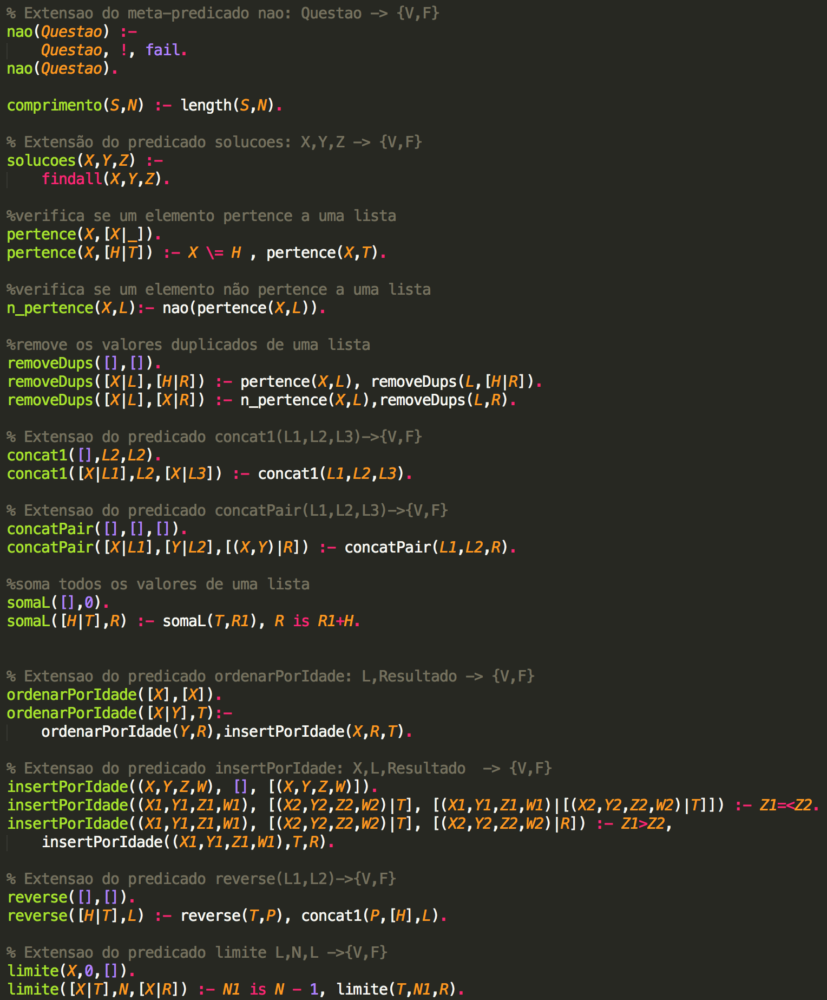 % Extensao do meta-predicado nao: Questao -> {V,F}
nao(Questao) :-
    Questao, !, fail.
nao(Questao).

comprimento(S,N) :- length(S,N).

% Extensão do predicado solucoes: X,Y,Z -> {V,F}
solucoes(X,Y,Z) :-
    findall(X,Y,Z).

%verifica se um elemento pertence a uma lista
pertence(X,[X|_]).
pertence(X,[H|T]) :- X \= H , pertence(X,T).

%verifica se um elemento não pertence a uma lista
n_pertence(X,L):- nao(pertence(X,L)).

%remove os valores duplicados de uma lista
removeDups([],[]).
removeDups([X|L],[H|R]) :- pertence(X,L), removeDups(L,[H|R]).
removeDups([X|L],[X|R]) :- n_pertence(X,L),removeDups(L,R).

% Extensao do predicado concat1(L1,L2,L3)->{V,F}
concat1([],L2,L2).
concat1([X|L1],L2,[X|L3]) :- concat1(L1,L2,L3).

% Extensao do predicado concatPair(L1,L2,L3)->{V,F}
concatPair([],[],[]).
concatPair([X|L1],[Y|L2],[(X,Y)|R]) :- concatPair(L1,L2,R).

%soma todos os valores de uma lista
somaL([],0).
somaL([H|T],R) :- somaL(T,R1), R is R1+H.


% Extensao do predicado ordenarPorIdade: L,Resultado -> {V,F}
ordenarPorIdade([X],[X]).
ordenarPorIdade([X|Y],T):-
    ordenarPorIdade(Y,R),insertPorIdade(X,R,T).

% Extensao do predicado insertPorIdade: X,L,Resultado  -> {V,F}
insertPorIdade((X,Y,Z,W), [], [(X,Y,Z,W)]).
insertPorIdade((X1,Y1,Z1,W1), [(X2,Y2,Z2,W2)|T], [(X1,Y1,Z1,W1)|[(X2,Y2,Z2,W2)|T]]) :- Z1=<Z2.
insertPorIdade((X1,Y1,Z1,W1), [(X2,Y2,Z2,W2)|T], [(X2,Y2,Z2,W2)|R]) :- Z1>Z2,
    insertPorIdade((X1,Y1,Z1,W1),T,R).

% Extensao do predicado reverse(L1,L2)->{V,F}
reverse([],[]).
reverse([H|T],L) :- reverse(T,P), concat1(P,[H],L).

% Extensao do predicado limite L,N,L ->{V,F}
limite(X,0,[]).
limite([X|T],N,[X|R]) :- N1 is N - 1, limite(T,N1,R).